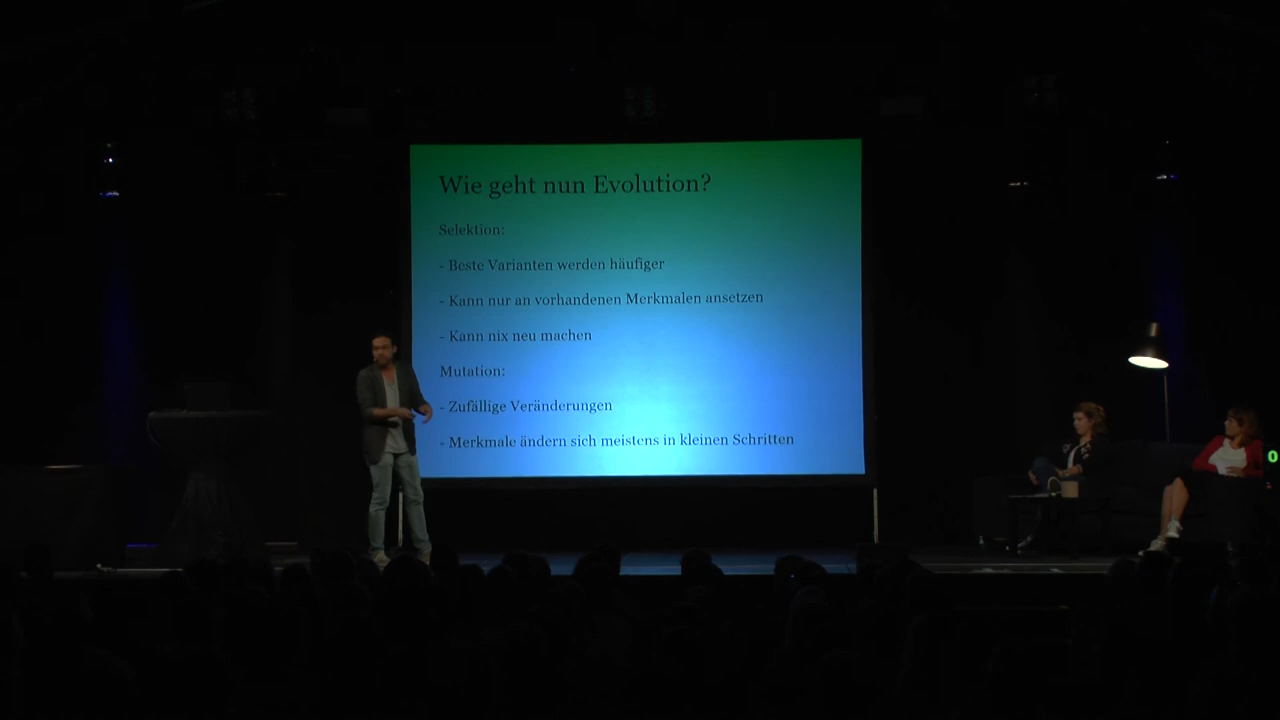 Wie geht nun Evolution?
Selektion:
- Beste Varianten werden häufiger
- Kann nur an vorhandenen Merkmalen ansetzen
- Kann nix neu machen
Mutation:
- Zufällige Veränderungen
- Merkmale ändern sich meistens in kleinen Schritten
0